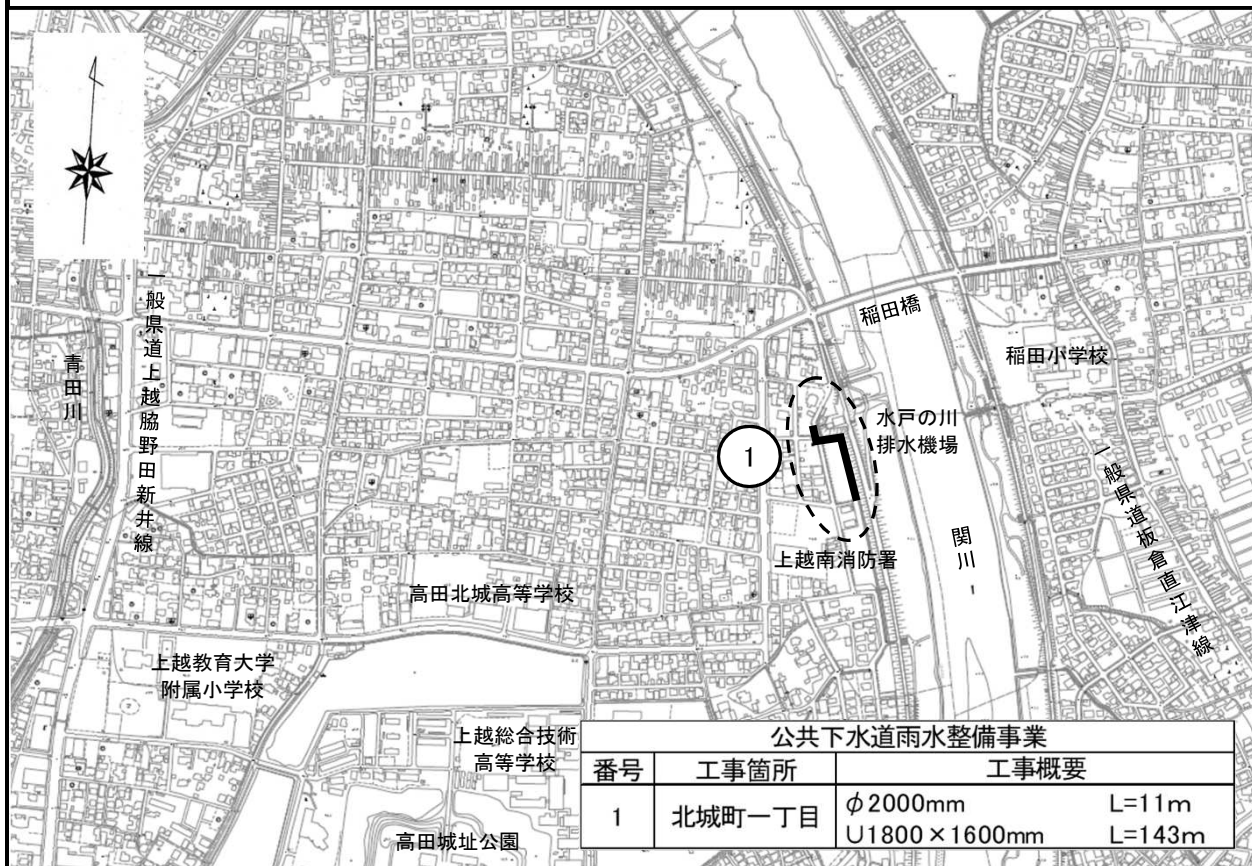 稲田橋
稲田小学校
一般県道上越脇野田新井線
青田川
水戸の川
排水機場
1
一般県道板倉直江津線
関川
上越南消防署
高田北城高等学校
上越教育大学
附属小学校
上越総合技術
高等学校
高田城址公園
公共下水道雨水整備事業
番号 工事箇所 工事概要
1 北城町一丁目 φ2000mm L=11m
U1800×1600mm L=143m